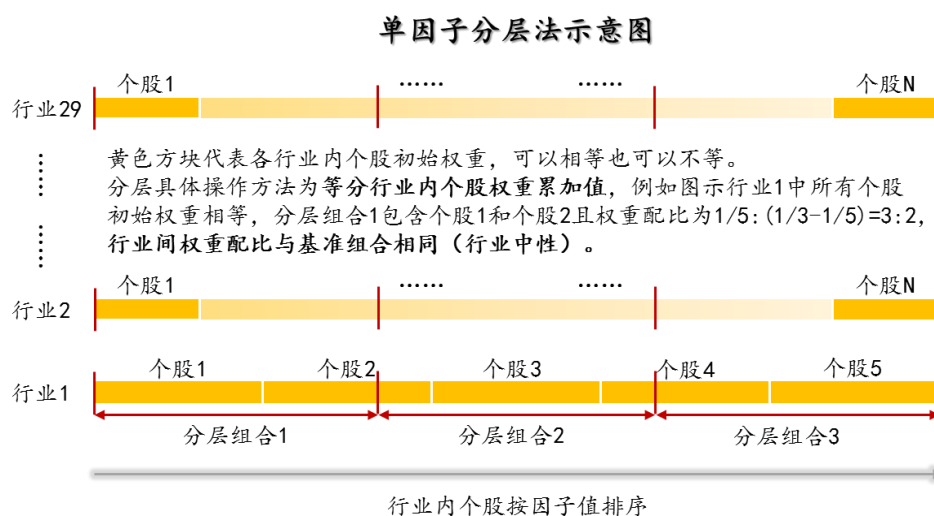 单因子分层法示意图
个股1 …… …… 个股N
行业29
……
黄色方块代表各行业内个股初始权重，可以相等也可以不等。
分层具体操作方法为等分行业内个股权重累加值，例如图示行业1中所有个股
初始权重相等，分层组合1包含个股1和个股2且权重配比为1/5:(1/3-1/5)=3:2，
行业间权重配比与基准组合相同（行业中性）。
……
个股1 …… …… 个股N
行业2
个股1 个股2 个股3 个股4 个股5
行业1
分层组合1 分层组合2 分层组合3
行业内个股按因子值排序